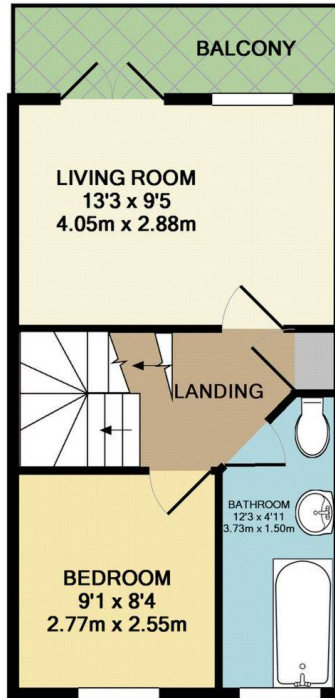 BALCONY
LIVING ROOM
13'3 x 9'5
4.05m x 2.88m
LANDING
BATHROOM
12'3 x 4'11
3.73m x 1.50m
BEDROOM
9'1 x 8'4
2.77m x 2.55m